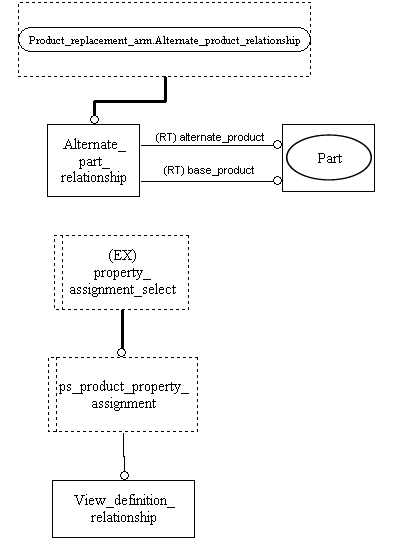 Product_replacement_arm.Alternate_product_relationship
Alternate_
part_
relationship
(RT) alternate_product
(RT) base_product
Part
(EX)
property_
assignment_select
ps_product_property_
assignment
View_definition_
relationship